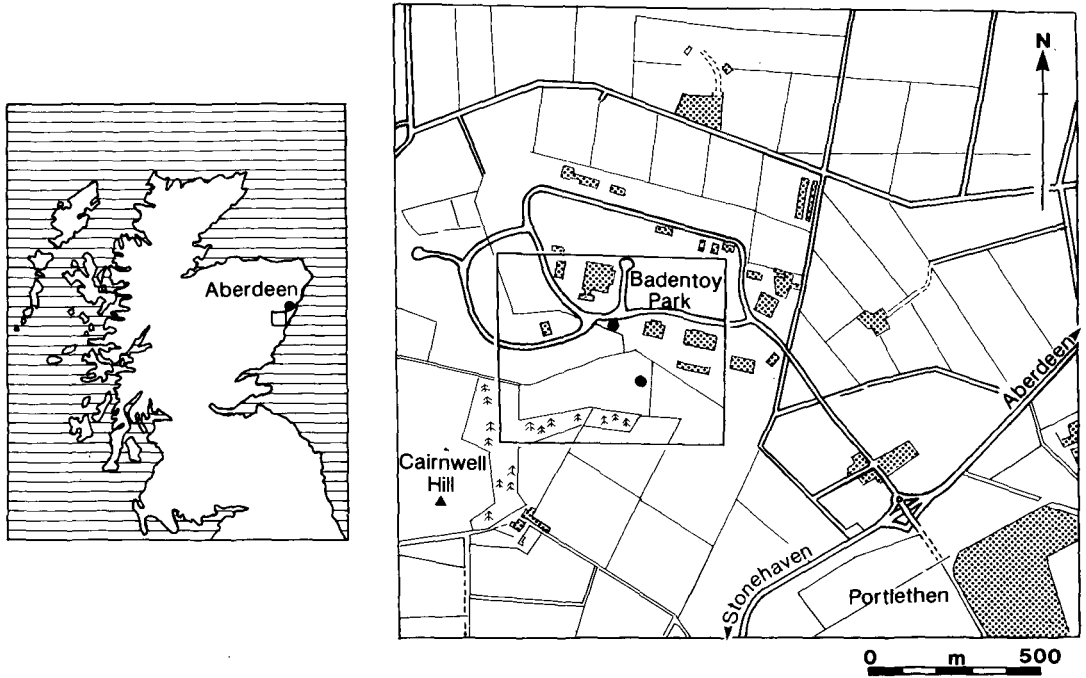 Aberdeen
N
Badentoy
Park
Aberdeen
Cairnwell
Hill
Stonehaven
Portlethen
0 m 500